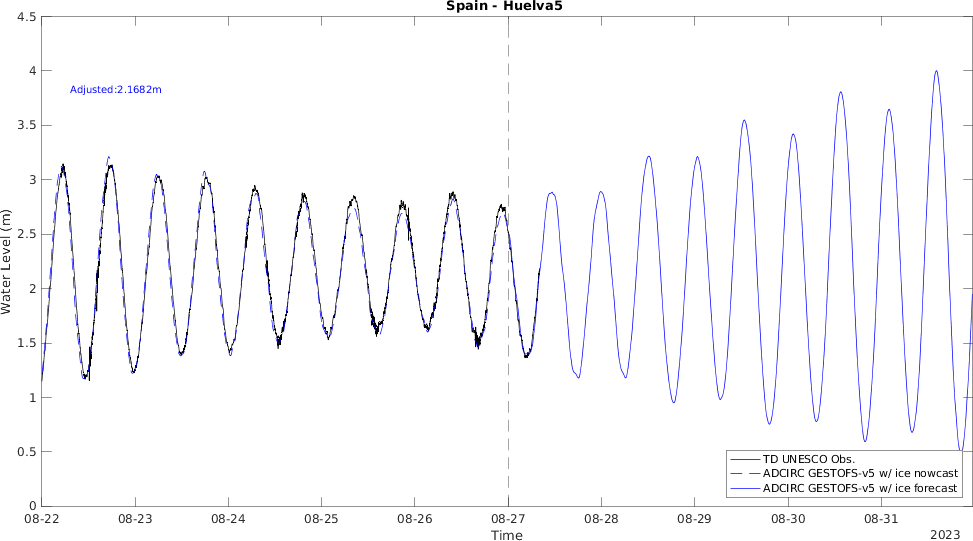 Spain - Huelva5
4.5
4
3.5
3
2.5
2
1.5
1
0.5
0
Water Level (m)
Adjusted:2.1682m
TD UNESCO Obs.
ADCIRC GESTOFS-v5 w/ ice nowcast
ADCIRC GESTOFS-v5 w/ ice forecast
08-22 08-23 08-24 08-25 08-26 08-27 08-28 08-29 08-30 08-31
Time
2023